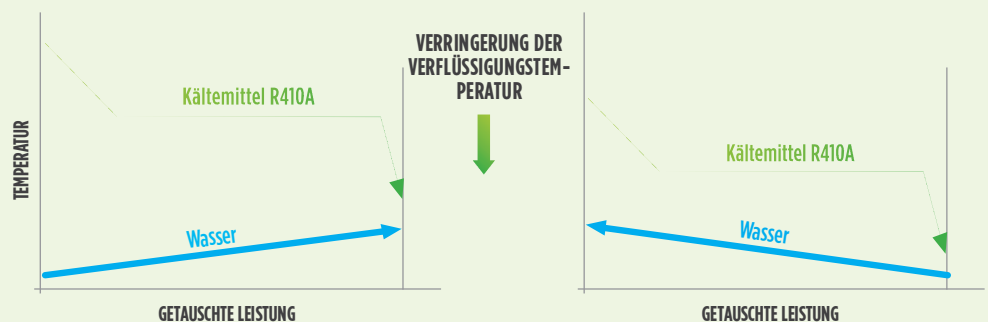 TEMPERATUR
Kältemittel R410A
Wasser
GETAUSCHTE LEISTUNG
VERRINGERUNG DER
VERFLÜSSIGUNGSTEM-
PERATUR
Kältemittel R410A
Wasser
GETAUSCHTE LEISTUNG